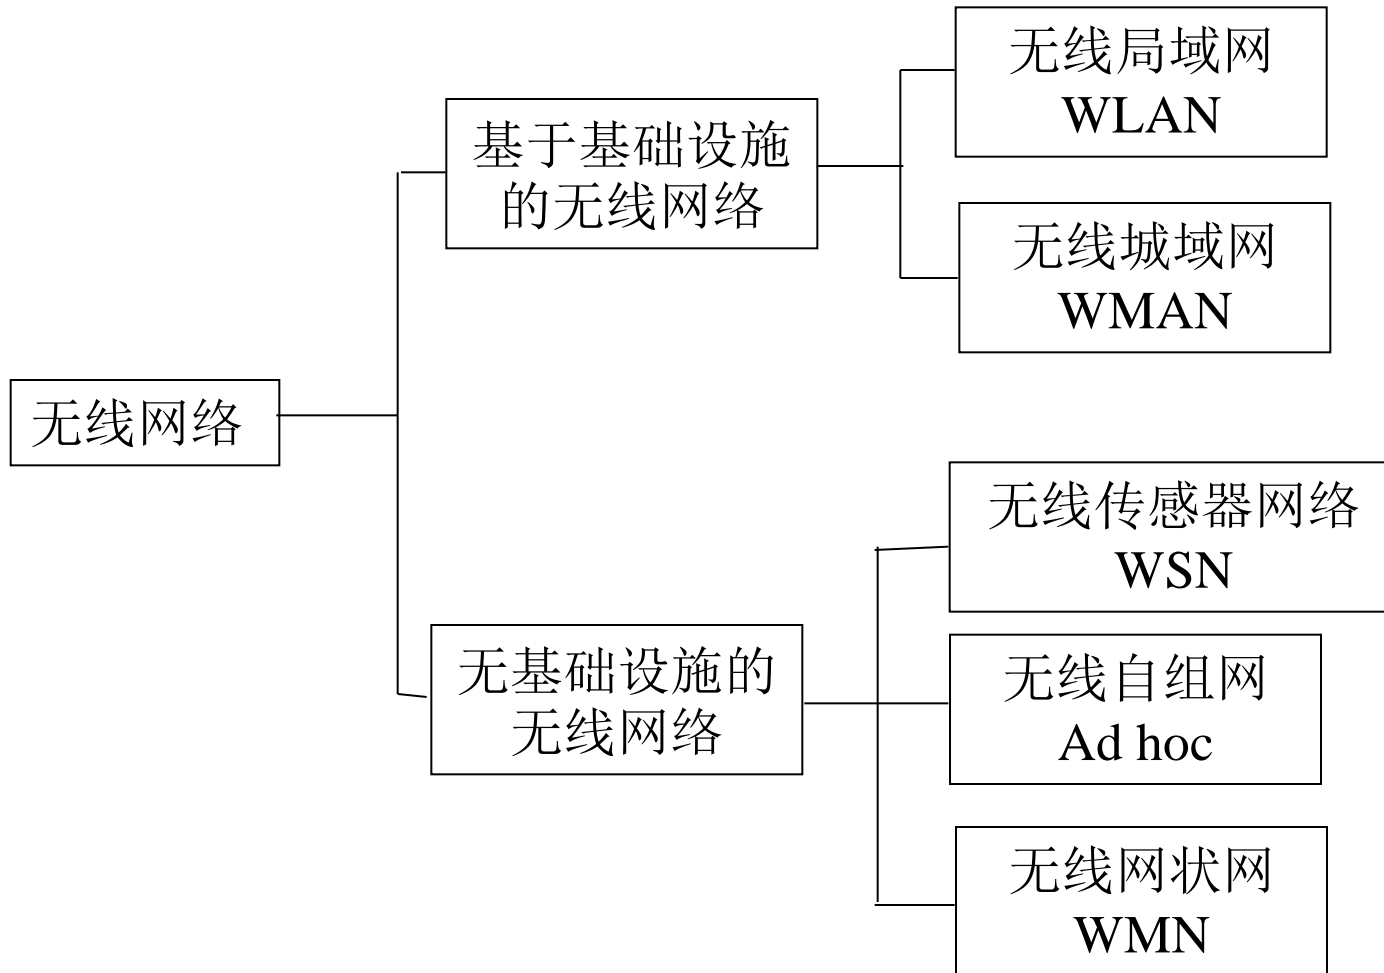 无线局域网
WLAN
基于基础设施
的无线网络
无线城域网
WMAN
无线网络
无线传感器网络
WSN
无基础设施的
无线网络
无线自组网
Ad hoc
无线网状网
WMN